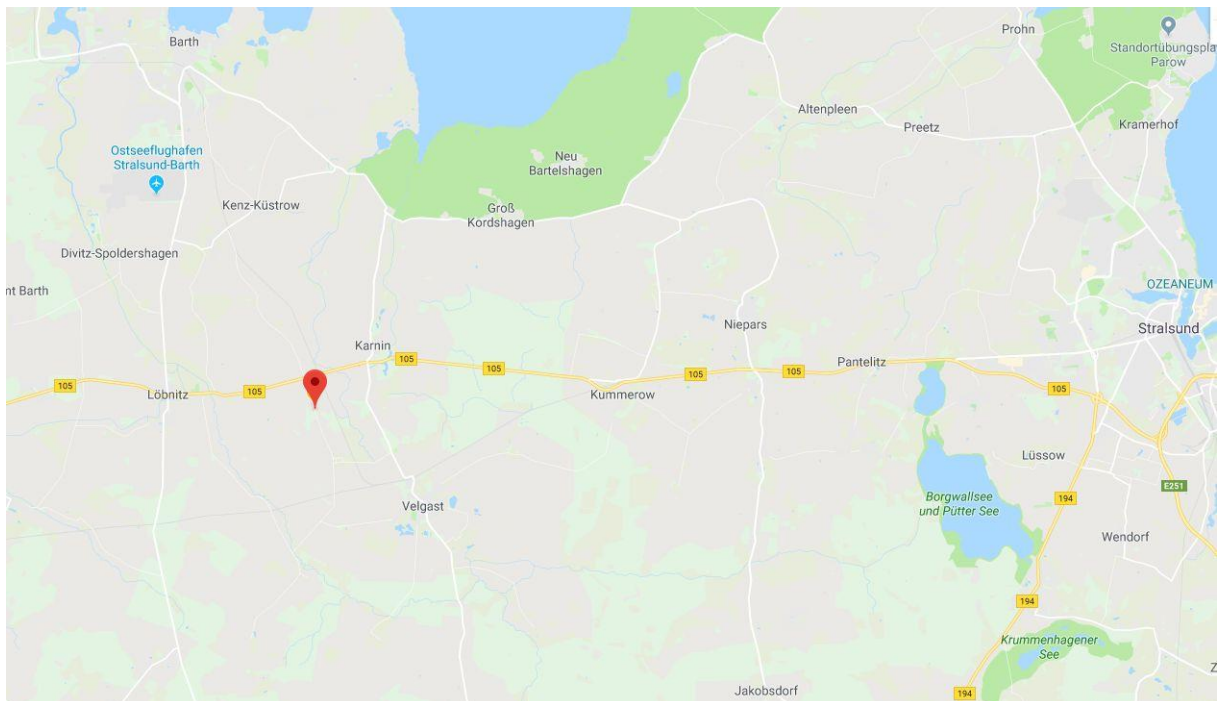 Barth
Prohn
Standortübungspla
Parow
Altenpleen
Preetz
Kramerhof
Ostseeflughafen
Stralsund-Barth
Neu
Bartelshagen
Kenz-Küstrow
Groß
Kordshagen
Divitz-Spoldershagen
nt Barth
OZEANEUM
Niepars
Stralsund
Karnin
Pantelitz
105
105
105
105
105
105
105
Löbnitz
Kummerow
Lüssow
E251
Borgwallsee
und Pütter See
194
Velgast
Wendorf
194
Krummenhagener
See
Z
Jakobsdorf
194